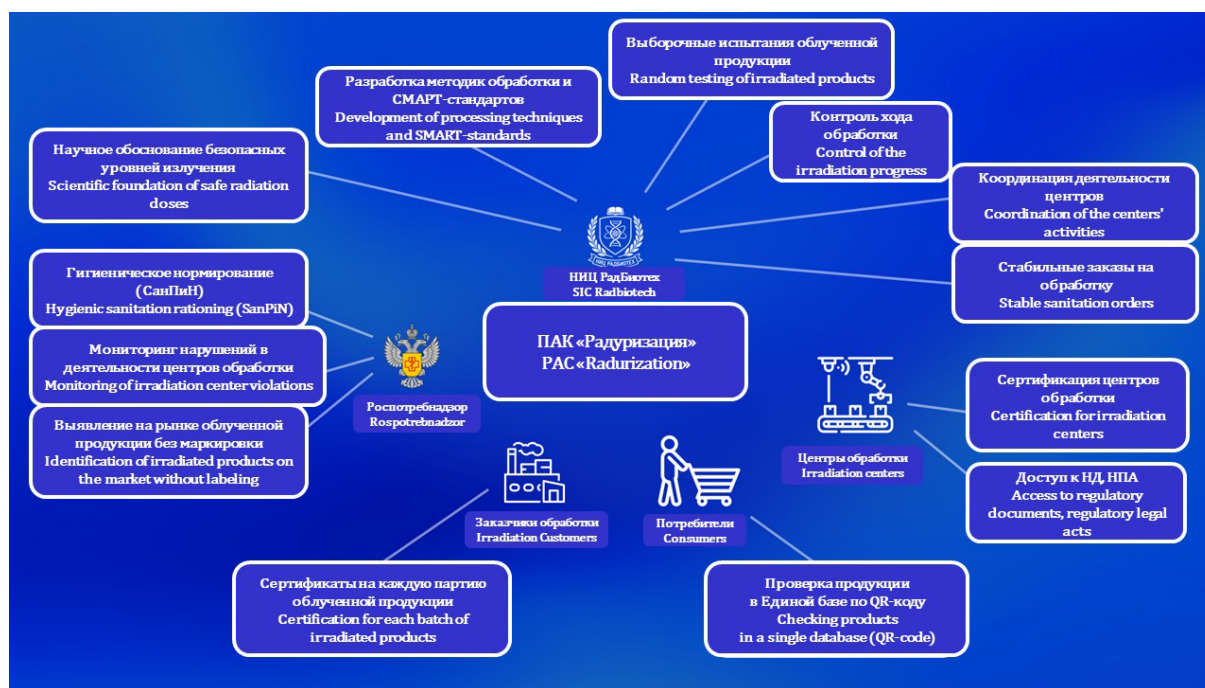 Выборочные испытания облученной
продукции
Random testing of irradiated products
Разработка методик обработки и
СМАРТ-стандартов
Development of processing techniques
and SMART-standards
Контроль хода
обработки
Control of the
irradiation progress
Научное обоснование безопасных
уровней излучения
Scientific foundation of safe radiation
doses
Координация деятельности
центров
Coordination of the centers'
activities
НИЦ РАДБИОТЕХ
НИЦ РадБиотех
SIC Radbiotech
Гигиеническое нормирование
(СанПиН)
Hygienic sanitation rationing (SanPiN)
Стабильные заказы на
обработку
Stable sanitation orders
ПАК «Радуризация»
PAC «Radurization»
Мониторинг нарушений в
деятельности центров обработки
Monitoring of irradiation center violations
Роспотребнадзор
Rospotrebnadzor
Сертификация центров
обработки
Certification for irradiation
centers
Выявление на рынке облученной
продукции без маркировки
Identification of irradiated products on
the market without labeling
Центры обработки
Irradiation centers
Доступ к НД, НПА
Access to regulatory
documents, regulatory legal
acts
Заказчики обработки
Irradiation Customers
Потребители
Consumers
Сертификаты на каждую партию
облученной продукции
Certification for each batch of
irradiated products
Проверка продукции
в Единой базе по QR-коду
Checking products
in a single database (QR-code)